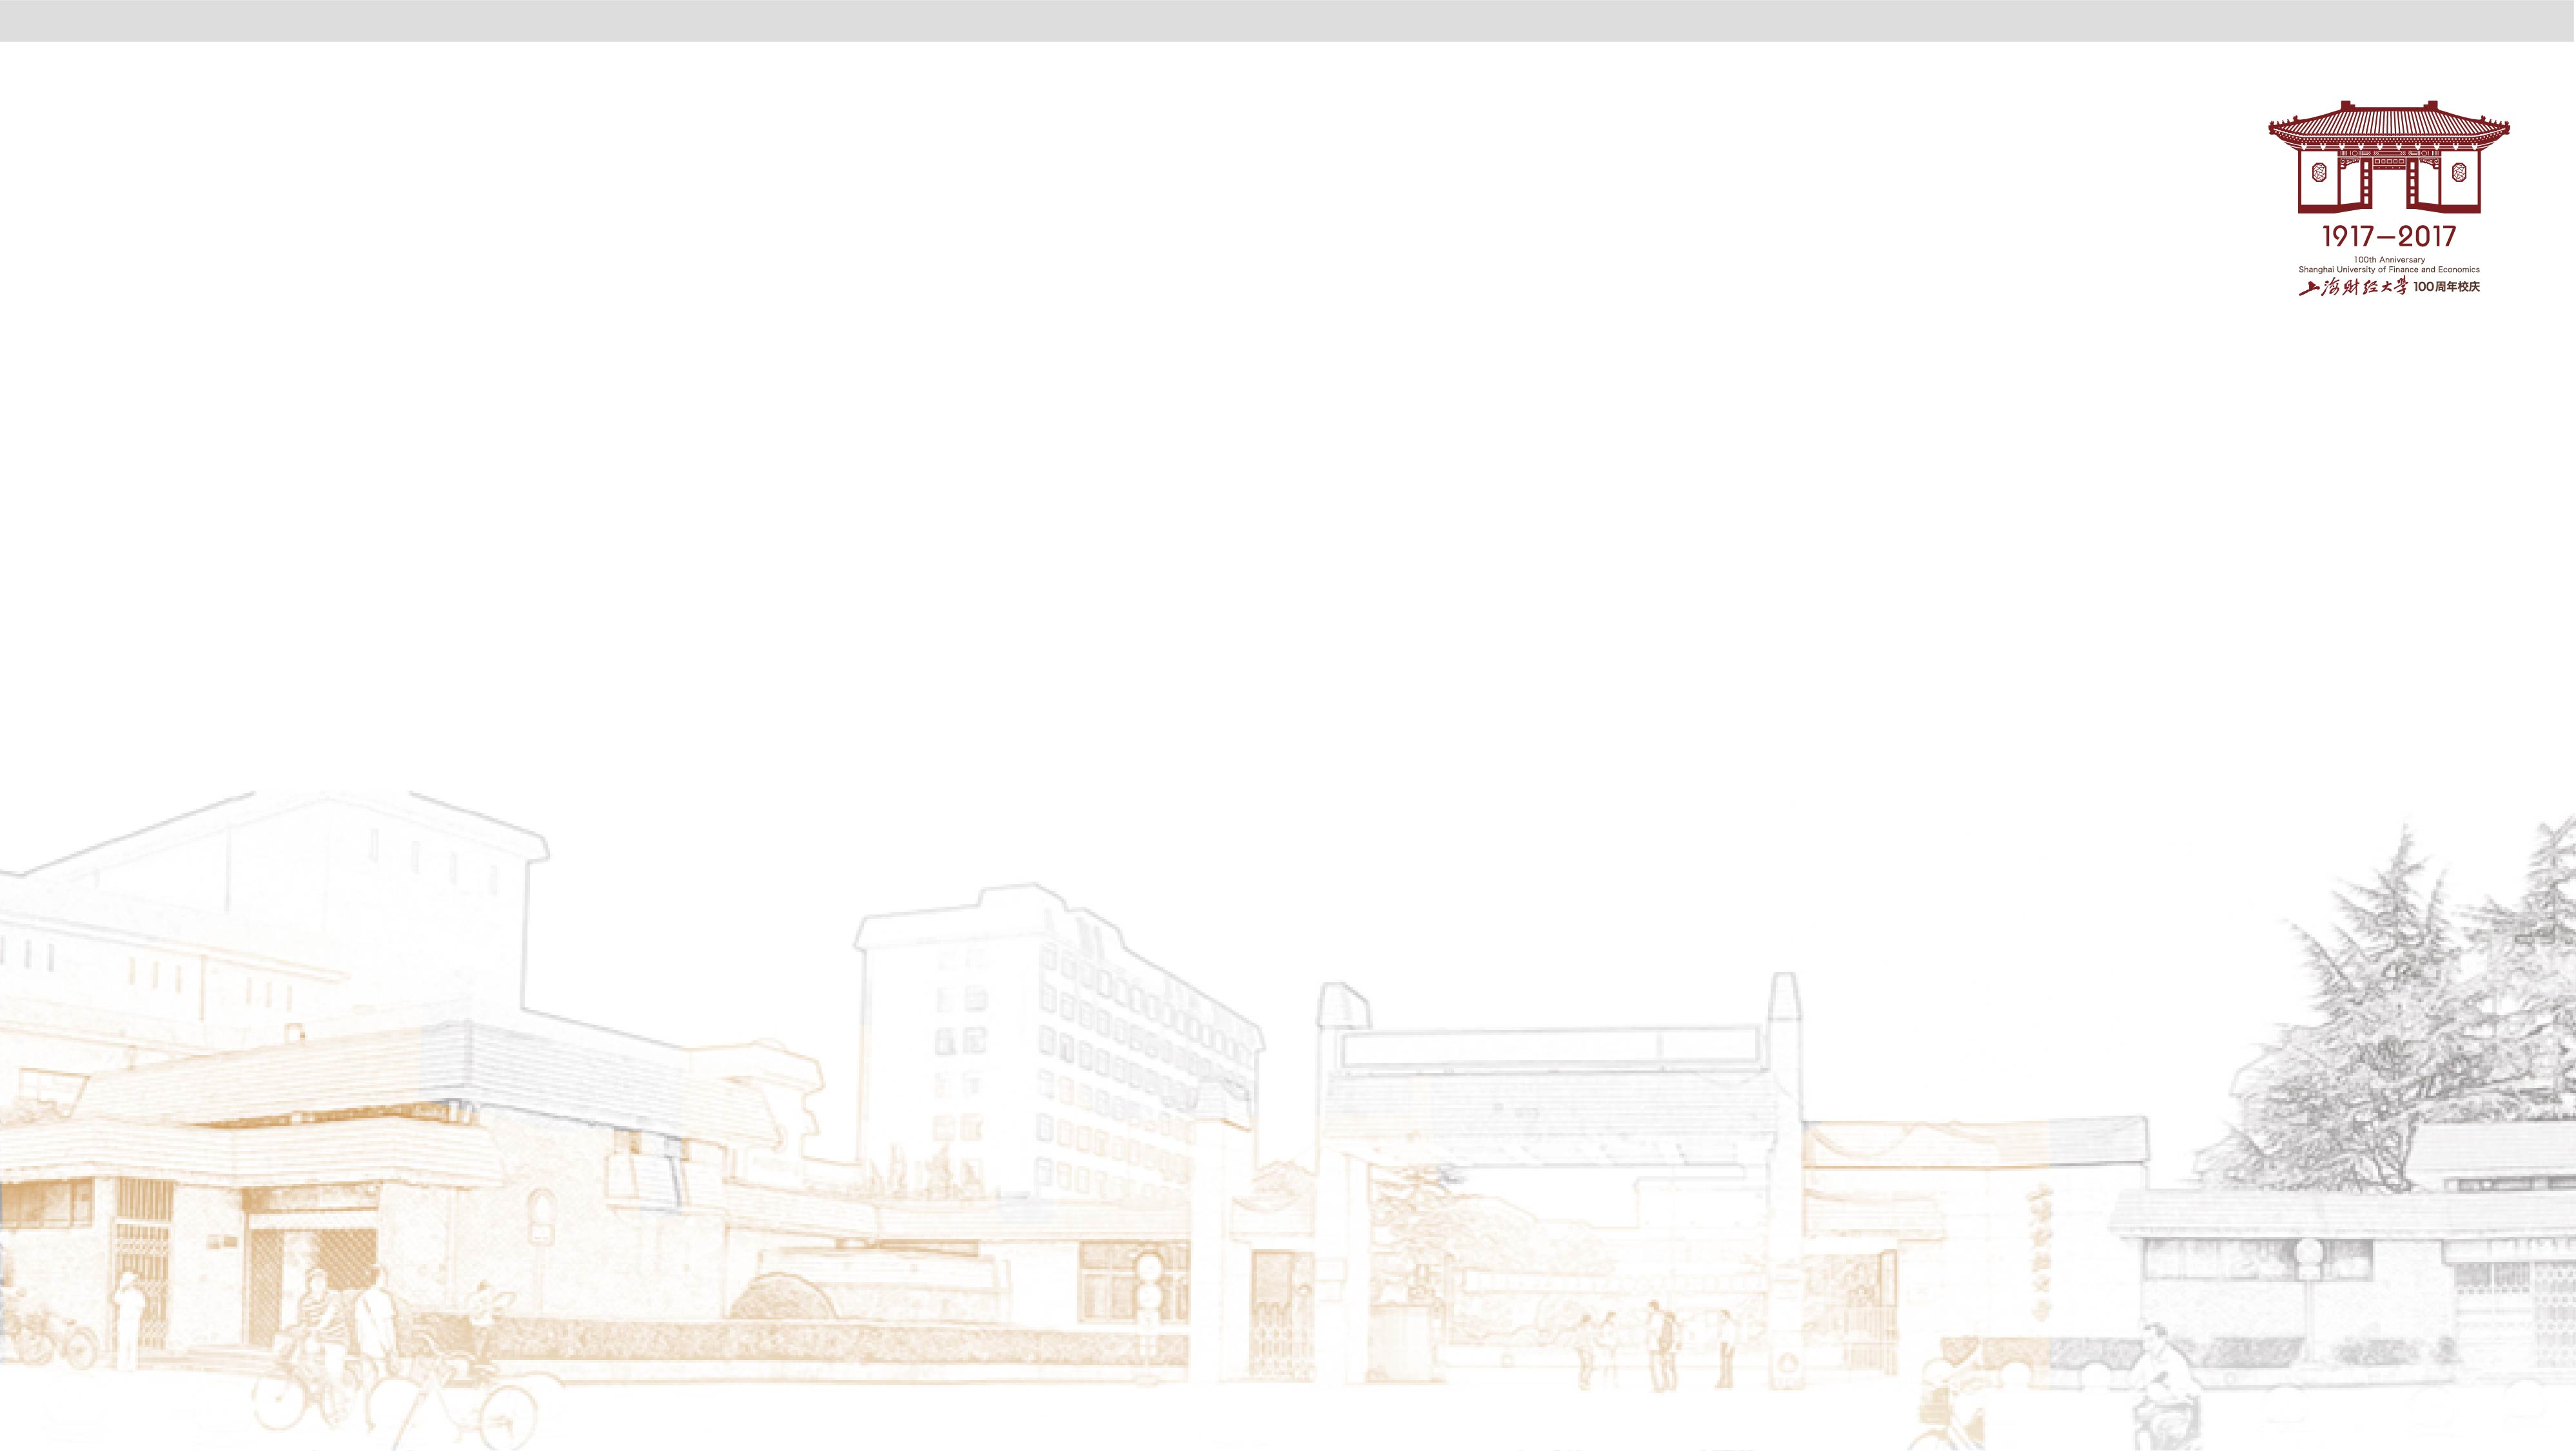 1917—2017
100th Anniversary
Shanghai University of Finance and Economics
上海财经大学 100周年校庆